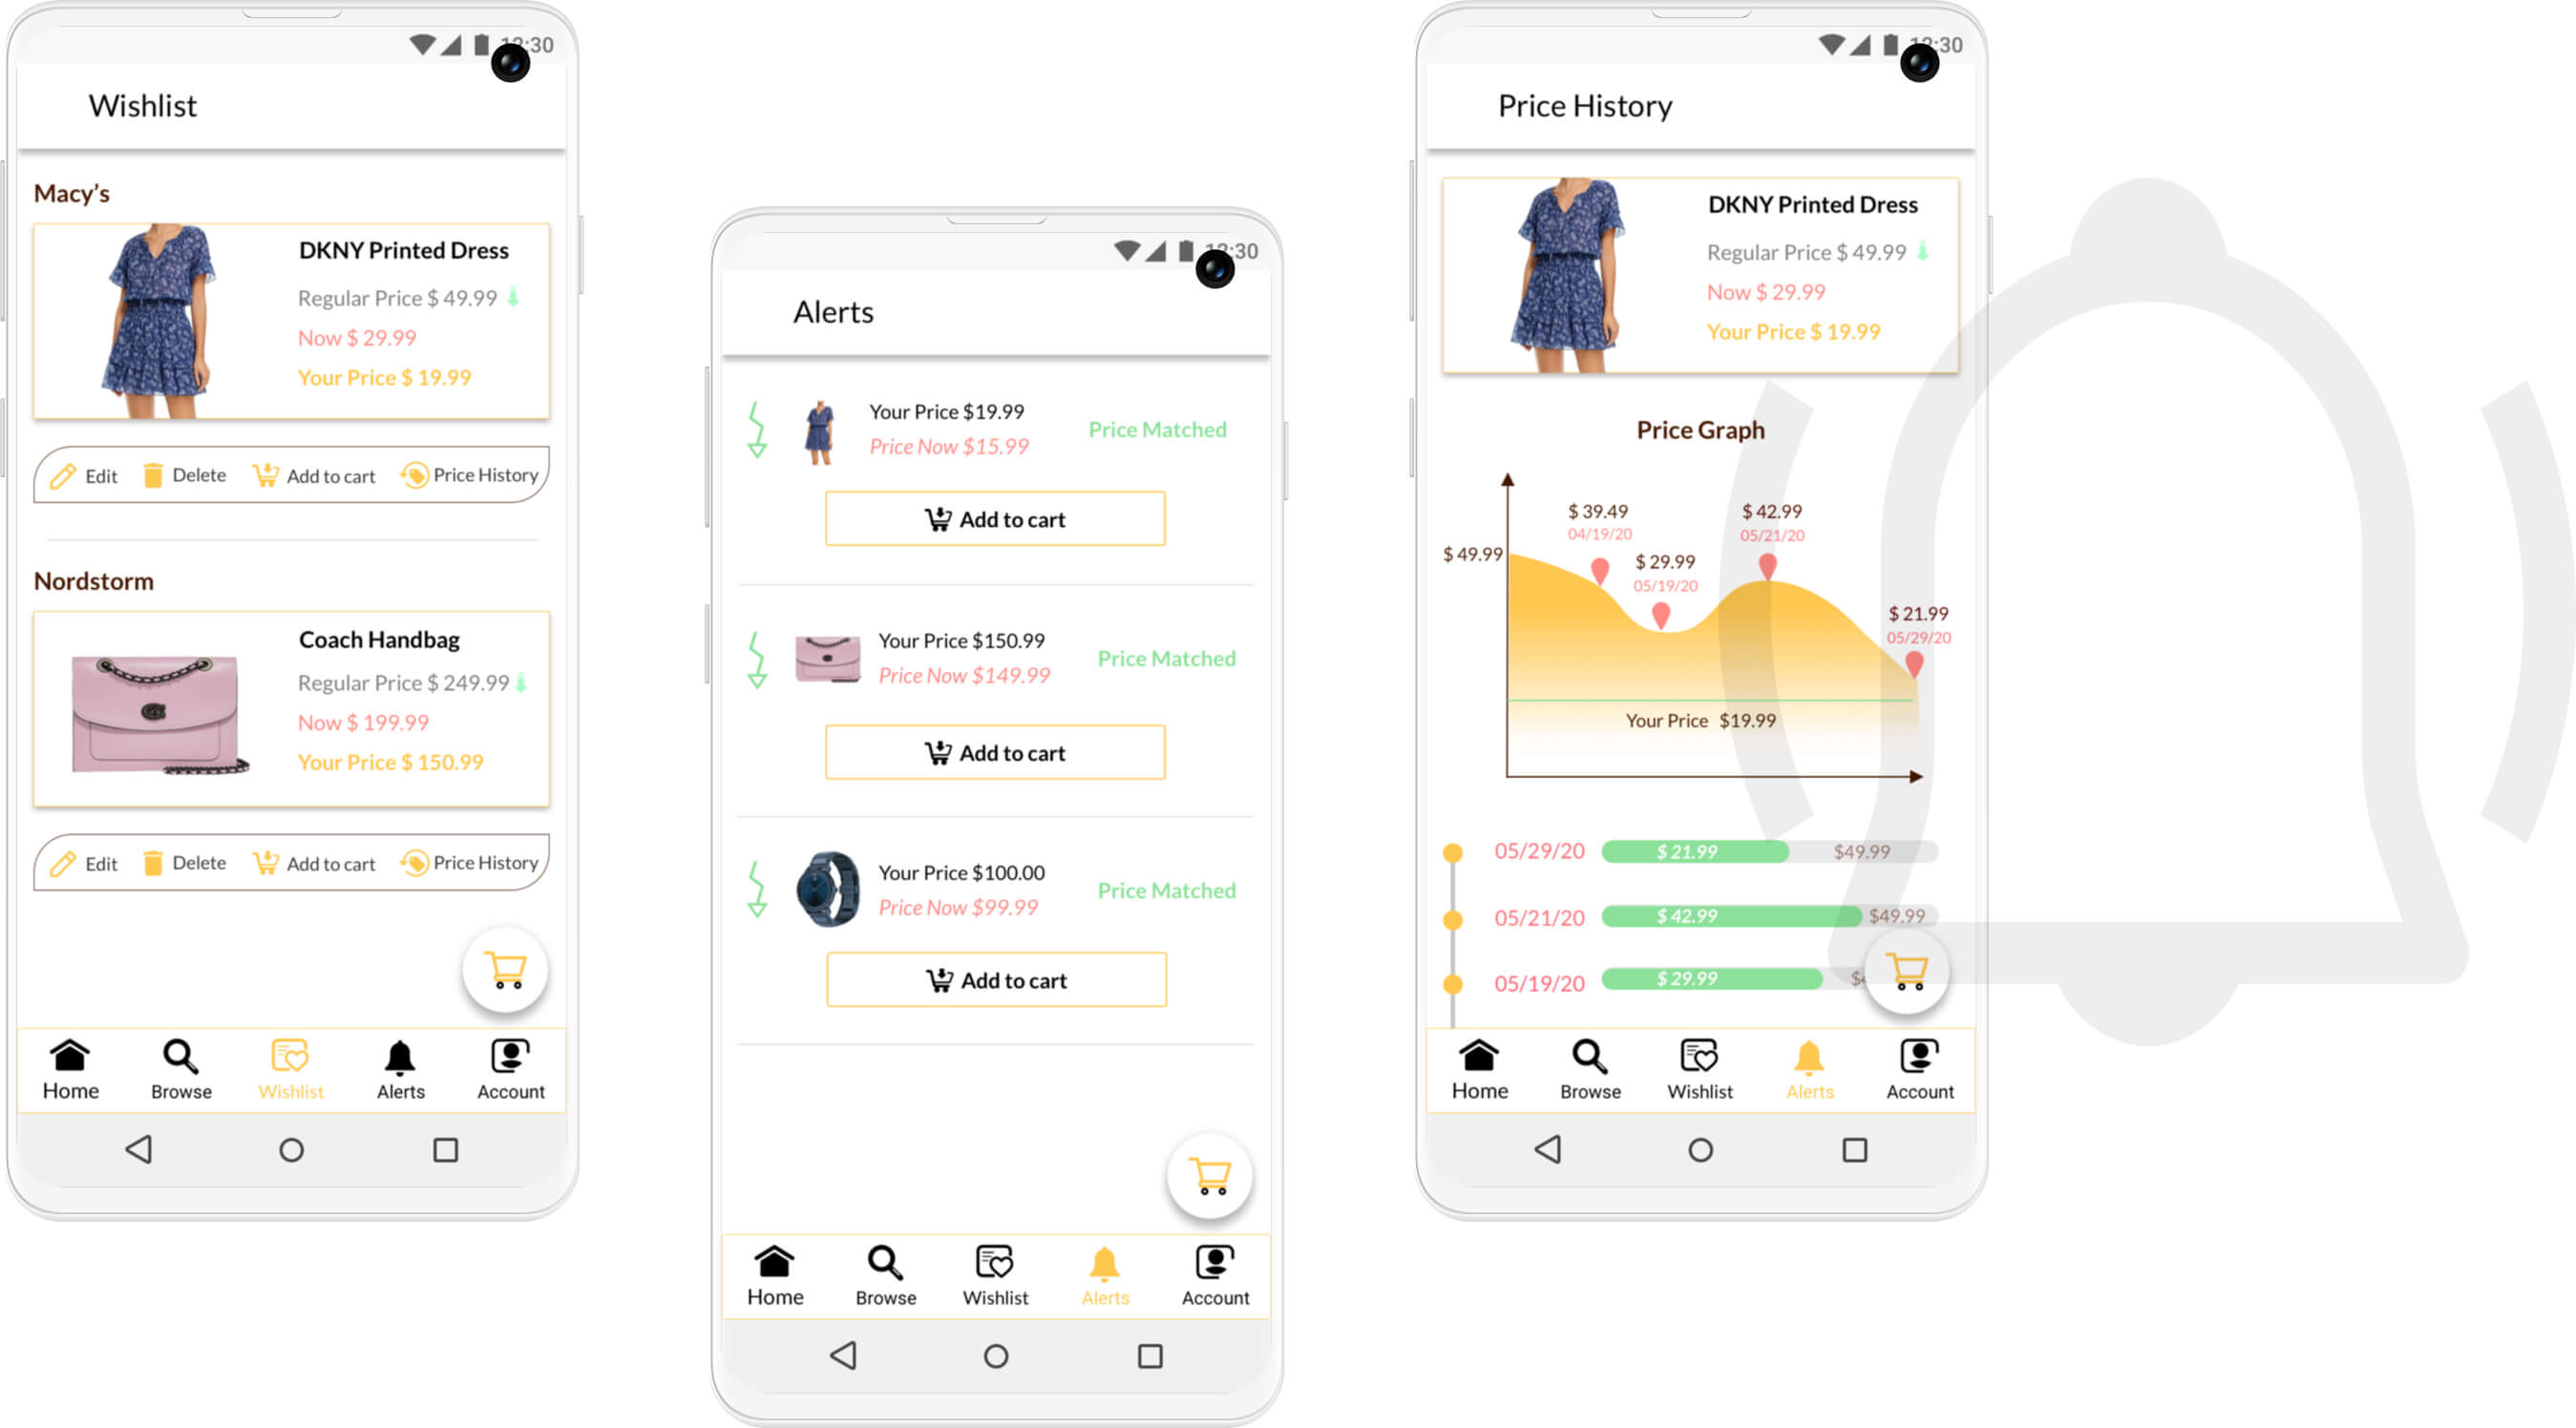 12:30
Wishlist
Macy's
DKNY Printed Dress
Regular Price $ 49.99
Now $ 29.99
Your Price $ 19.99
Edit Delete Add to cart Price History
Nordstorm
Coach Handbag
Regular Price $ 249.99
Now $ 199.99
Your Price $ 150.99
Edit Delete Add to cart Price History
Home Browse Wishlist Alerts Account
12:30
Alerts
Your Price $19.99
Price Now $15.99
Price Matched
Add to cart
Your Price $150.99
Price Now $149.99
Price Matched
Add to cart
Your Price $100.00
Price Now $99.99
Price Matched
Add to cart
Home Browse Wishlist Alerts Account
12:30
Price History
DKNY Printed Dress
Regular Price $ 49.99
Now $ 29.99
Your Price $ 19.99
Price Graph
$ 39.49
04/19/20
$ 42.99
05/21/20
$ 49.99
$ 29.99
05/19/20
$ 21.99
05/29/20
Your Price $19.99
05/29/20 $ 21.99 $49.99
05/21/20 $ 42.99 $49.99
05/19/20 $ 29.99
Home Browse Wishlist Alerts Account